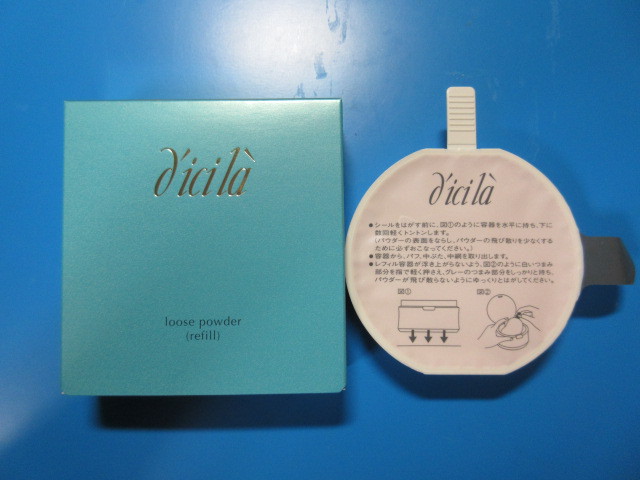 d'icilà
loose powder
(refill)
d'icilà
●シールをはがす前に、図①のように容器を水平に持ち、下に
数回軽くトントンします。
(パウダーの表面をならし、パウダーの飛び散りを少なくする
ために必ずおこなってください。)
●容器から、パフ、中ぶた、中網を取り出します。
●レフィル容器が浮き上がらないよう、図②のように白いつまみ
部分を指で軽く押さえ、グレーのつまみ部分をしっかりと持ち、
パウダーが飛び散らないようにゆっくりとはがしてください。
図① 図②